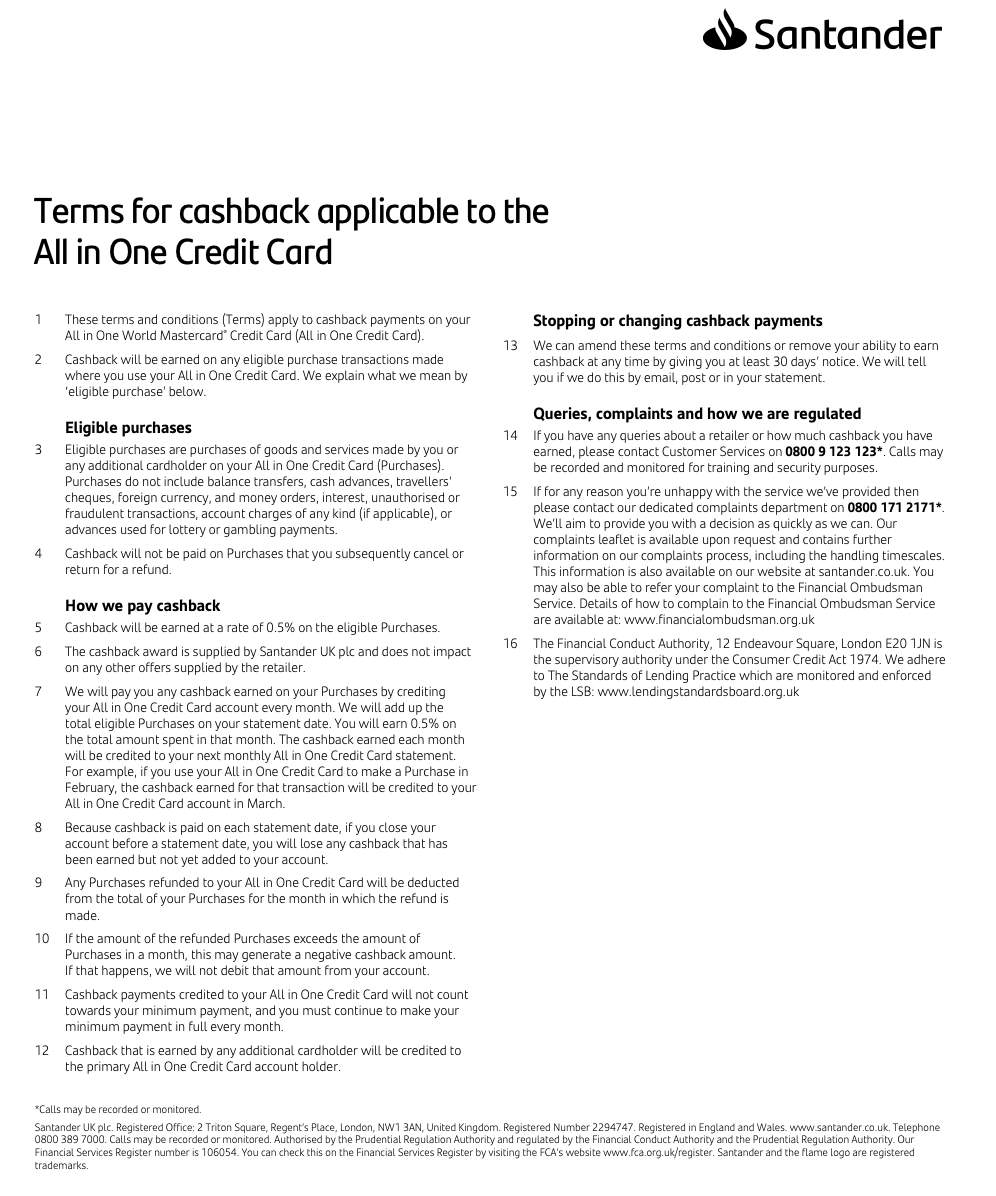 Santander
Terms for cashback applicable to the
All in One Credit Card
1 These terms and conditions (Terms) apply to cashback payments on your
All in One World Mastercard® Credit Card (All in One Credit Card).
2 Cashback will be earned on any eligible purchase transactions made
where you use your All in One Credit Card. We explain what we mean by
‘eligible purchase’ below.
Eligible purchases
3 Eligible purchases are purchases of goods and services made by you or
any additional cardholder on your All in One Credit Card (Purchases).
Purchases do not include balance transfers, cash advances, travellers’
cheques, foreign currency, and money orders, interest, unauthorised or
fraudulent transactions, account charges of any kind (if applicable), or
advances used for lottery or gambling payments.
4 Cashback will not be paid on Purchases that you subsequently cancel or
return for a refund.
How we pay cashback
5 Cashback will be earned at a rate of 0.5% on the eligible Purchases.
6 The cashback award is supplied by Santander UK plc and does not impact
on any other offers supplied by the retailer.
7 We will pay you any cashback earned on your Purchases by crediting
your All in One Credit Card account every month. We will add up the
total eligible Purchases on your statement date. You will earn 0.5% on
the total amount spent in that month. The cashback earned each month
will be credited to your next monthly All in One Credit Card statement.
For example, if you use your All in One Credit Card to make a Purchase in
February, the cashback earned for that transaction will be credited to your
All in One Credit Card account in March.
8 Because cashback is paid on each statement date, if you close your
account before a statement date, you will lose any cashback that has
been earned but not yet added to your account.
9 Any Purchases refunded to your All in One Credit Card will be deducted
from the total of your Purchases for the month in which the refund is
made.
10 If the amount of the refunded Purchases exceeds the amount of
Purchases in a month, this may generate a negative cashback amount.
If that happens, we will not debit that amount from your account.
11 Cashback payments credited to your All in One Credit Card will not count
towards your minimum payment, and you must continue to make your
minimum payment in full every month.
12 Cashback that is earned by any additional cardholder will be credited to
the primary All in One Credit Card account holder.
Stopping or changing cashback payments
13 We can amend these terms and conditions or remove your ability to earn
cashback at any time by giving you at least 30 days’ notice. We will tell
you if we do this by email, post or in your statement.
Queries, complaints and how we are regulated
14 If you have any queries about a retailer or how much cashback you have
earned, please contact Customer Services on 0800 9 123 123*. Calls may
be recorded and monitored for training and security purposes.
15 If for any reason you’re unhappy with the service we’ve provided then
please contact our dedicated complaints department on 0800 171 2171*.
We’ll aim to provide you with a decision as quickly as we can. Our
complaints leaflet is available upon request and contains further
information on our complaints process, including the handling timescales.
This information is also available on our website at santander.co.uk. You
may also be able to refer your complaint to the Financial Ombudsman
Service. Details of how to complain to the Financial Ombudsman Service
are available at: www.financialombudsman.org.uk
16 The Financial Conduct Authority, 12 Endeavour Square, London E20 1JN is
the supervisory authority under the Consumer Credit Act 1974. We adhere
to The Standards of Lending Practice which are monitored and enforced
by the LSB: www.lendingstandardsboard.org.uk
*Calls may be recorded or monitored.
Santander UK plc. Registered Office: 2 Triton Square, Regent’s Place, London, NW1 3AN, United Kingdom. Registered Number 2294747. Registered in England and Wales. www.santander.co.uk. Telephone
0800 389 7000. Calls may be recorded or monitored. Authorised by the Prudential Regulation Authority and regulated by the Financial Conduct Authority and the Prudential Regulation Authority. Our
Financial Services Register number is 106054. You can check this on the Financial Services Register by visiting the FCA’s website www.fca.org.uk/register. Santander and the flame logo are registered
trademarks.